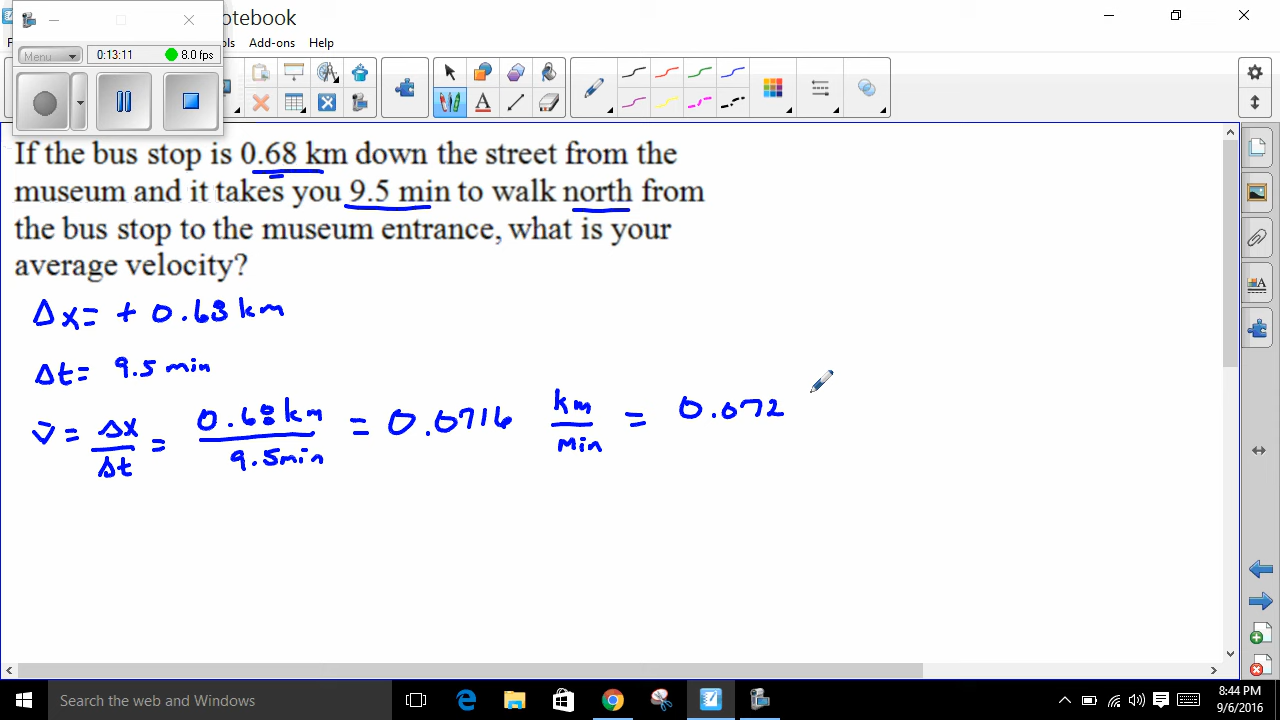 otebook
ols Add-ons Help
Menu 0:13:11 8.0 fps
If the bus stop is 0.68 km down the street from the
museum and it takes you 9.5 min to walk north from
the bus stop to the museum entrance, what is your
average velocity?
Δx = + 0.68 km
Δt = 9.5 min
v̄ = Δx/Δt = 0.68 km/9.5 min = 0.0716 km/min = 0.072
Search the web and Windows
8:44 PM
9/6/2016